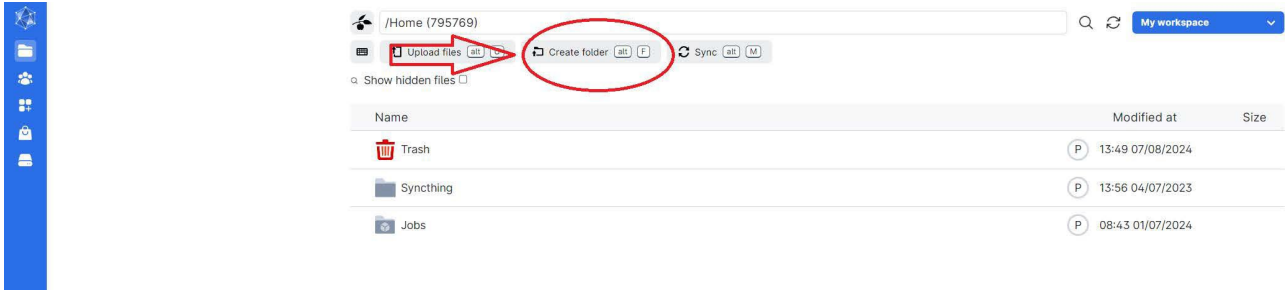 /Home (795769)
My workspace
Upload files alt U
Create folder alt F
Sync alt M
Show hidden files
Name Modified at Size
Trash P 13:49 07/08/2024
Syncthing P 13:56 04/07/2023
Jobs P 08:43 01/07/2024